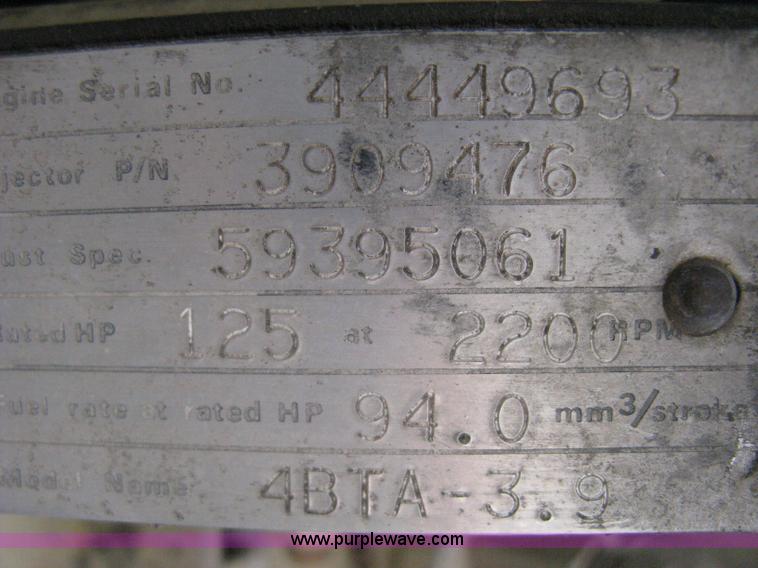 gine Serial No. 44449693
jector P/N. 3909476
ust Spec. 59395061
ated HP 125 at 2200 RPM
Fuel rate at rated HP 94.0 mm3/stroke
Model Name 4BTA-3.9
www.purplewave.com